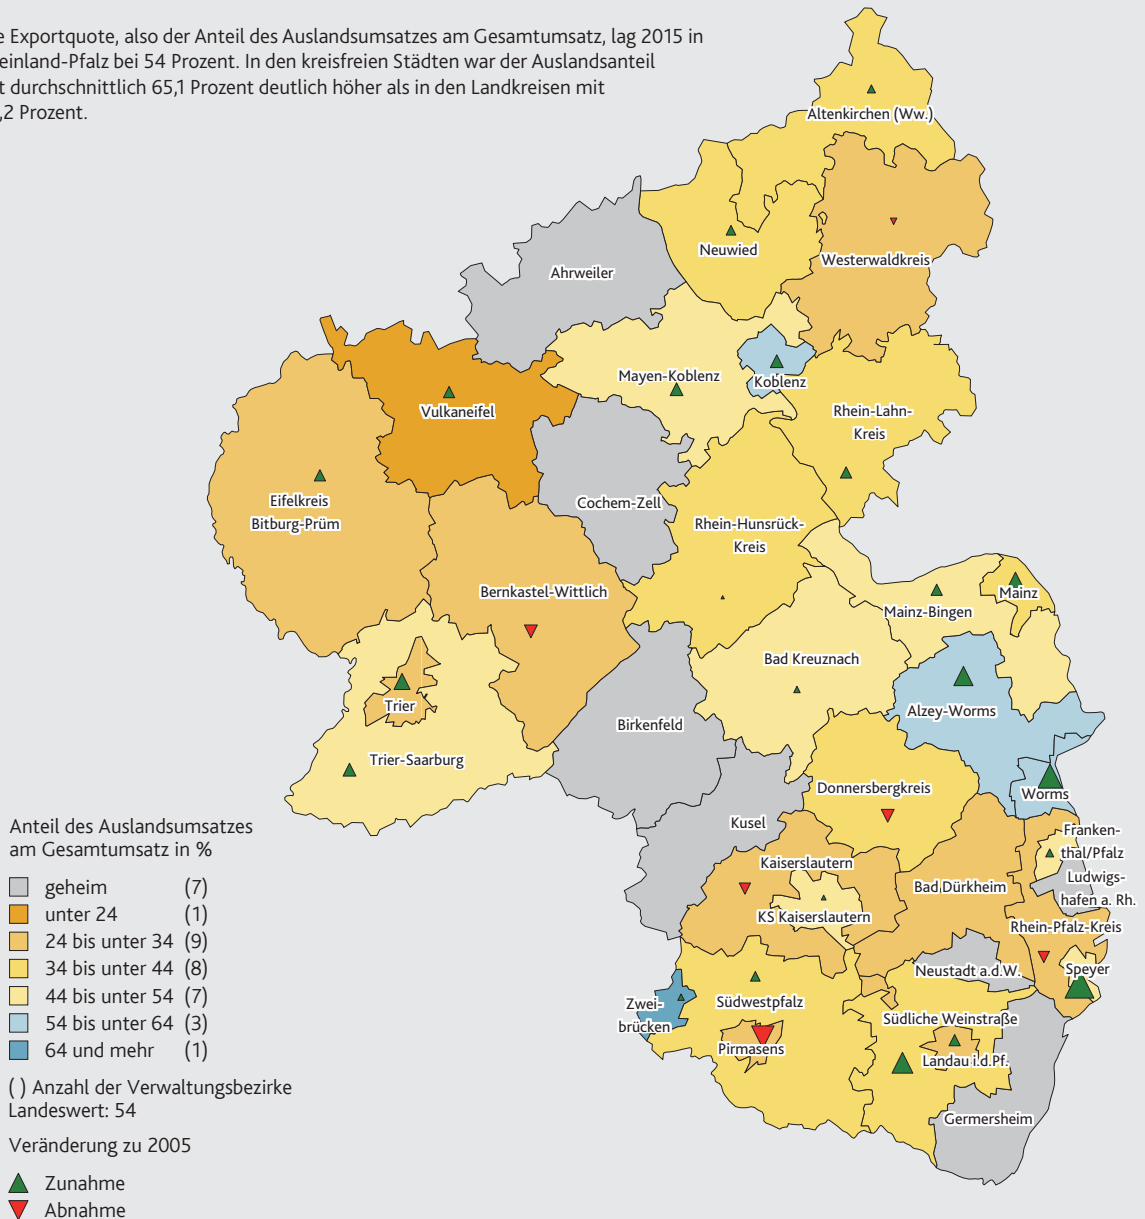 e Exportquote, also der Anteil des Auslandsumsatzes am Gesamtumsatz, lag 2015 in
einland-Pfalz bei 54 Prozent. In den kreisfreien Städten war der Auslandsanteil
t durchschnittlich 65,1 Prozent deutlich höher als in den Landkreisen mit
,2 Prozent.
Altenkirchen (Ww.)
Neuwied
Westerwaldkreis
Ahrweiler
Mayen-Koblenz
Koblenz
Vulkaneifel
Rhein-Lahn-
Kreis
Eifelkreis
Bitburg-Prüm
Cochem-Zell
Rhein-Hunsrück-
Kreis
Bernkastel-Wittlich
Mainz
Mainz-Bingen
Bad Kreuznach
Trier
Alzey-Worms
Birkenfeld
Trier-Saarburg
Donnersbergkreis
Worms
Kusel
Franken-
thal/Pfalz
Kaiserslautern
Ludwigs-
hafen a. Rh.
Bad Dürkheim
KS Kaiserslautern
Rhein-Pfalz-Kreis
Neustadt a.d.W.
Speyer
Zwei-
brücken
Südwestpfalz
Südliche Weinstraße
Pirmasens
Landau i.d.Pf.
Germersheim
Anteil des Auslandsumsatzes
am Gesamtumsatz in %
geheim (7)
unter 24 (1)
24 bis unter 34 (9)
34 bis unter 44 (8)
44 bis unter 54 (7)
54 bis unter 64 (3)
64 und mehr (1)
( ) Anzahl der Verwaltungsbezirke
Landeswert: 54
Veränderung zu 2005
Zunahme
Abnahme